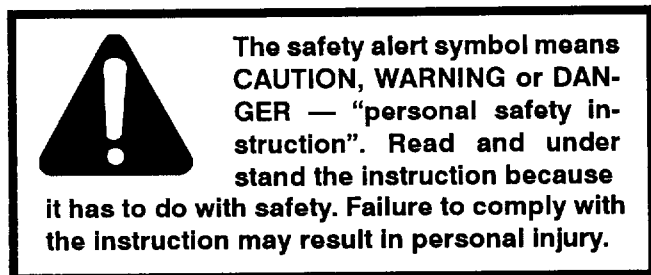 The safety alert symbol means
CAUTION, WARNING or DAN-
GER — “personal safety in-
struction”. Read and under
stand the instruction because
it has to do with safety. Failure to comply with
the instruction may result in personal injury.